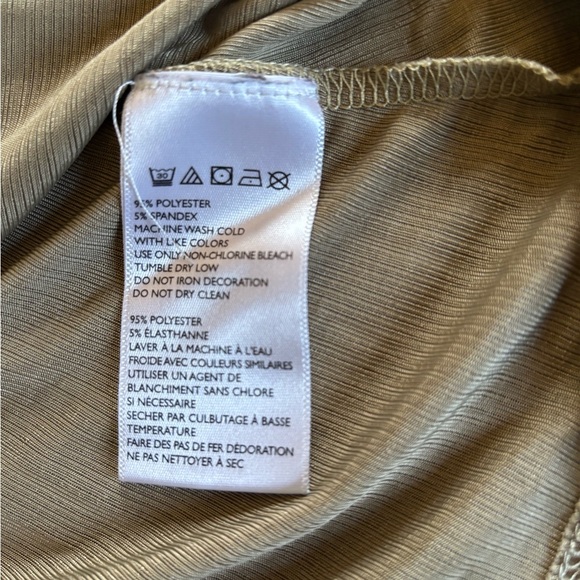 30
95% POLYESTER
5% SPANDEX
MACHINE WASH COLD
WITH LIKE COLORS
USE ONLY NON-CHLORINE BLEACH
TUMBLE DRY LOW
DO NOT IRON DECORATION
DO NOT DRY CLEAN
95% POLYESTER
5% ÉLASTHANNE
LAVER À LA MACHINE À L'EAU
FROIDE AVEC COULEURS SIMILAIRES
UTILISER UN AGENT DE
BLANCHIMENT SANS CHLORE
SI NÉCESSAIRE
SECHER PAR CULBUTAGE À BASSE
TEMPERATURE
FAIRE DES PAS DE FER DÉDORATION
NE PAS NETTOYER À SEC